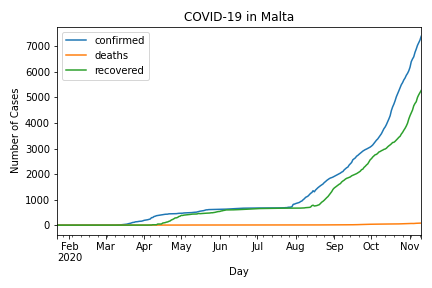 COVID-19 in Malta
confirmed
deaths
recovered
Number of Cases
7000
6000
5000
4000
3000
2000
1000
0
Feb Mar Apr May Jun Jul Aug Sep Oct Nov
2020
Day